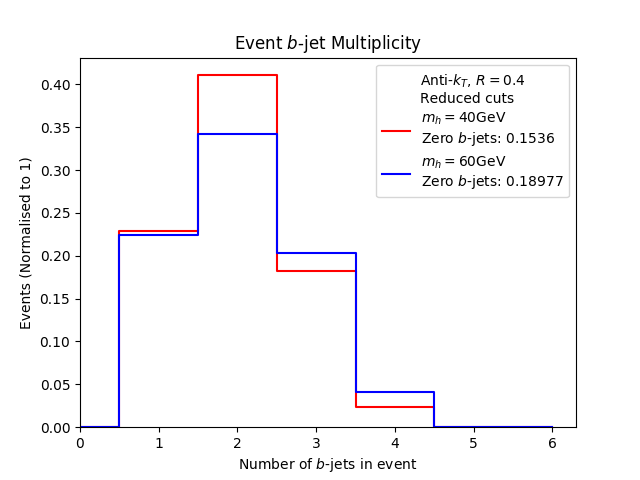 Event b-jet Multiplicity
Anti-k_T, R = 0.4
Reduced cuts
m_h = 40GeV
Zero b-jets: 0.1536
m_h = 60GeV
Zero b-jets: 0.18977
Events (Normalised to 1)
0.40
0.35
0.30
0.25
0.20
0.15
0.10
0.05
0.00
0 1 2 3 4 5 6
Number of b-jets in event